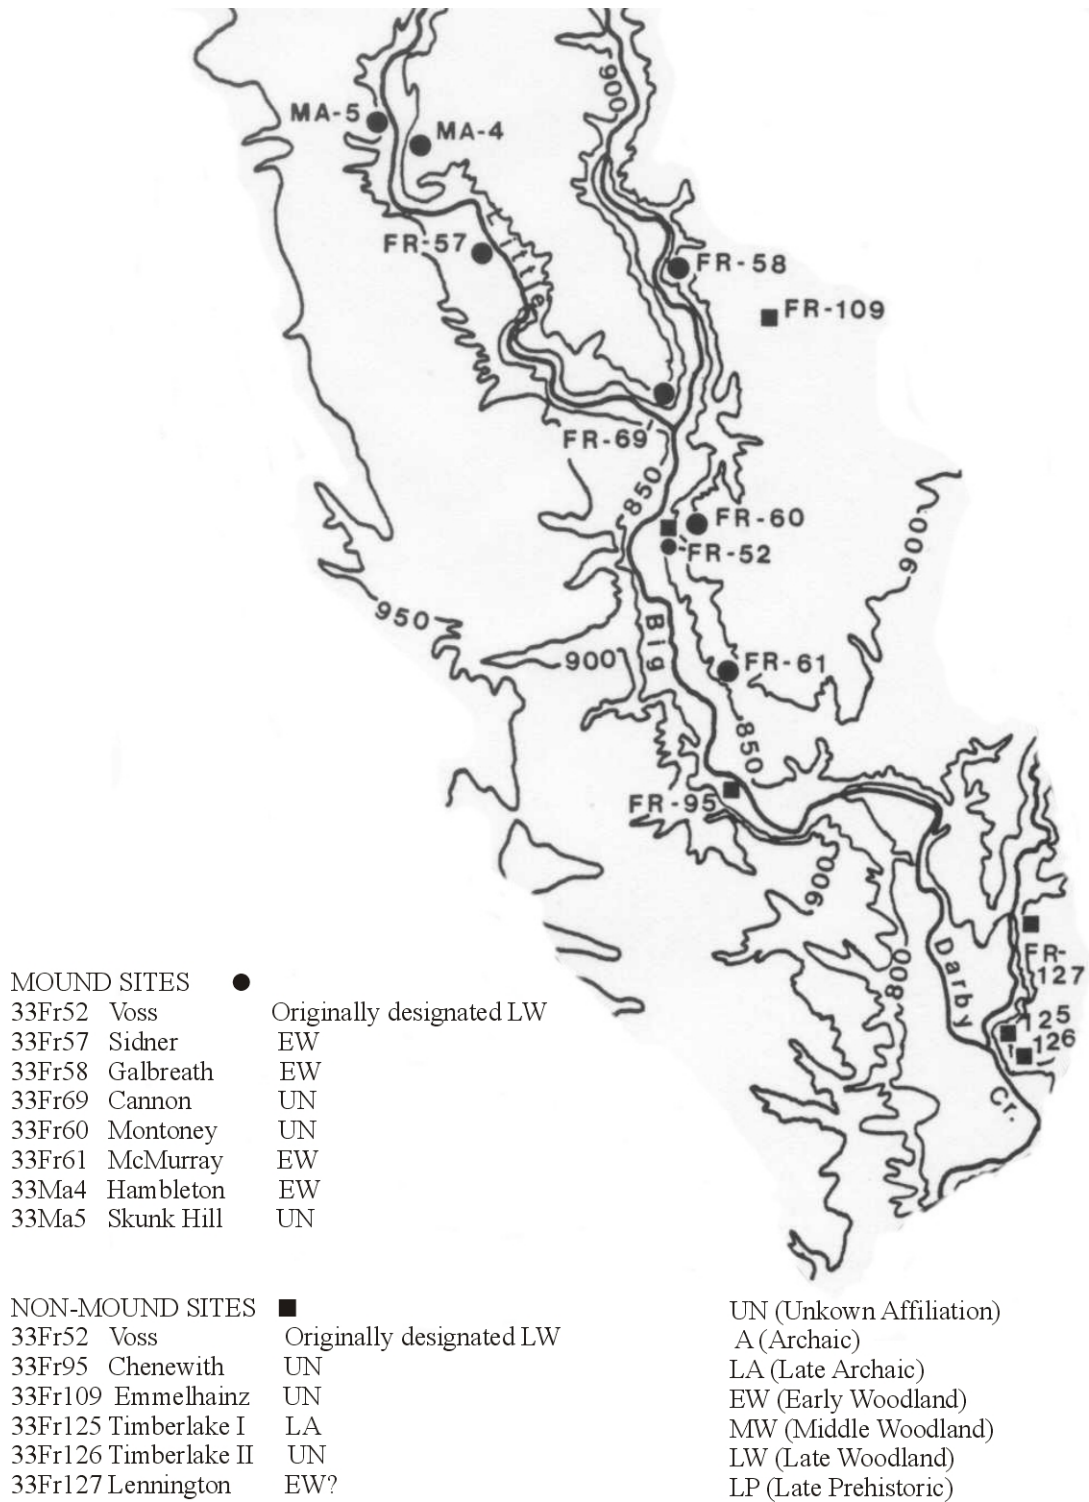 900
MA-5
MA-4
Little
FR-57
FR-58
FR-109
FR-69
850
FR-60
FR-52
900
950
Big
900
FR-61
850
FR-95
900
Darby
800
FR-
127
125
126
Cr.
MOUND SITES
33Fr52 Voss Originally designated LW
33Fr57 Sidner EW
33Fr58 Galbreath EW
33Fr69 Cannon UN
33Fr60 Montoney UN
33Fr61 McMurray EW
33Ma4 Hambleton EW
33Ma5 Skunk Hill UN
NON-MOUND SITES
33Fr52 Voss Originally designated LW
33Fr95 Chenewith UN
33Fr109 Emmelhainz UN
33Fr125 Timberlake I LA
33Fr126 Timberlake II UN
33Fr127 Lennington EW?
UN (Unkown Affiliation)
A (Archaic)
LA (Late Archaic)
EW (Early Woodland)
MW (Middle Woodland)
LW (Late Woodland)
LP (Late Prehistoric)